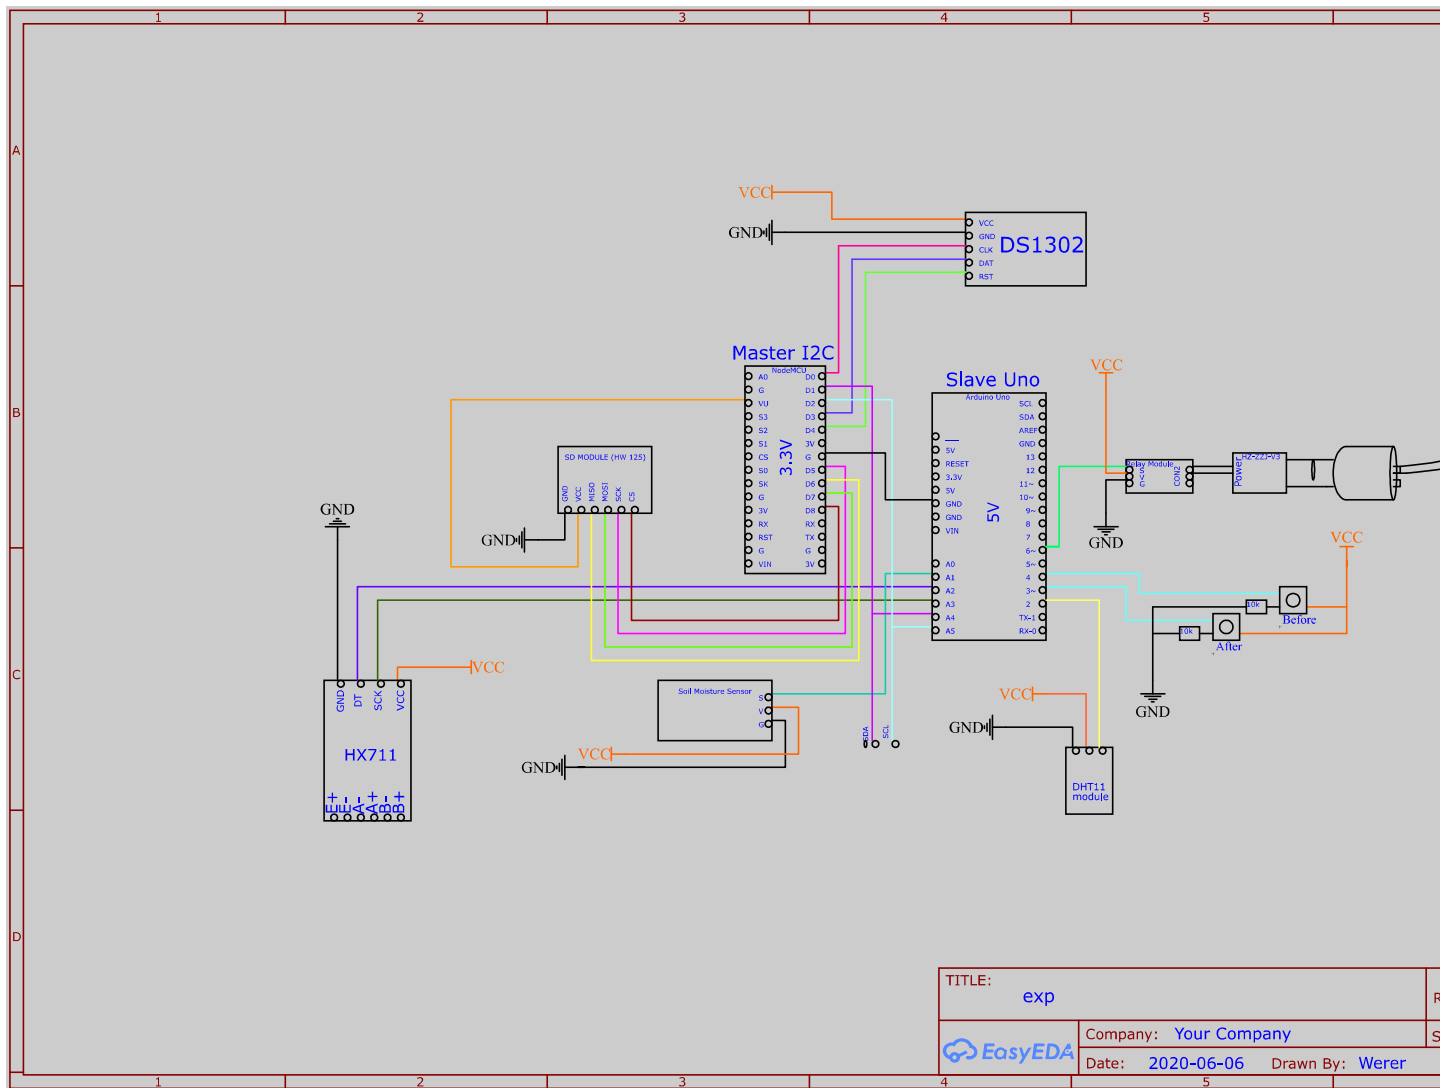 1 2 3 4 5
A
B
C
D
VCC
GND
VCC
GND
CLK
DAT
RST
DS1302
Master I2C
NodeMCU
A0
G
VU
S3
S2
S1
CS
S0
SK
G
3V
RX
RST
G
VIN
3.3V
D0
D1
D2
D3
D4
3V
G
D5
D6
D7
D8
RX
TX
G
3V
Slave Uno
Arduino Uno
5V
RESET
3.3V
5V
GND
GND
VIN
A0
A1
A2
A3
A4
A5
5V
SCL
SDA
AREF
GND
13
12
11~
10~
9~
8
7
6~
5~
4
3~
2
TX-1
RX-0
VCC
Relay Module
S
V
G
CON2
GND
Power
HZ-ZZJ-V3
VCC
10k
Before
10k
After
GND
SD MODULE (HW 125)
GND
VCC
MISO
MOSI
SCK
CS
GND
GND
VCC
GND
DT
SCK
VCC
HX711
E+
E-
A-
A+
B-
B+
Soil Moisture Sensor
S
V
G
VCC
GND
SDA
SCL
VCC
GND
DHT11
module
TITLE:
exp
EasyEDA
Company: Your Company
Date: 2020-06-06 Drawn By: Werer
1 2 3 4 5